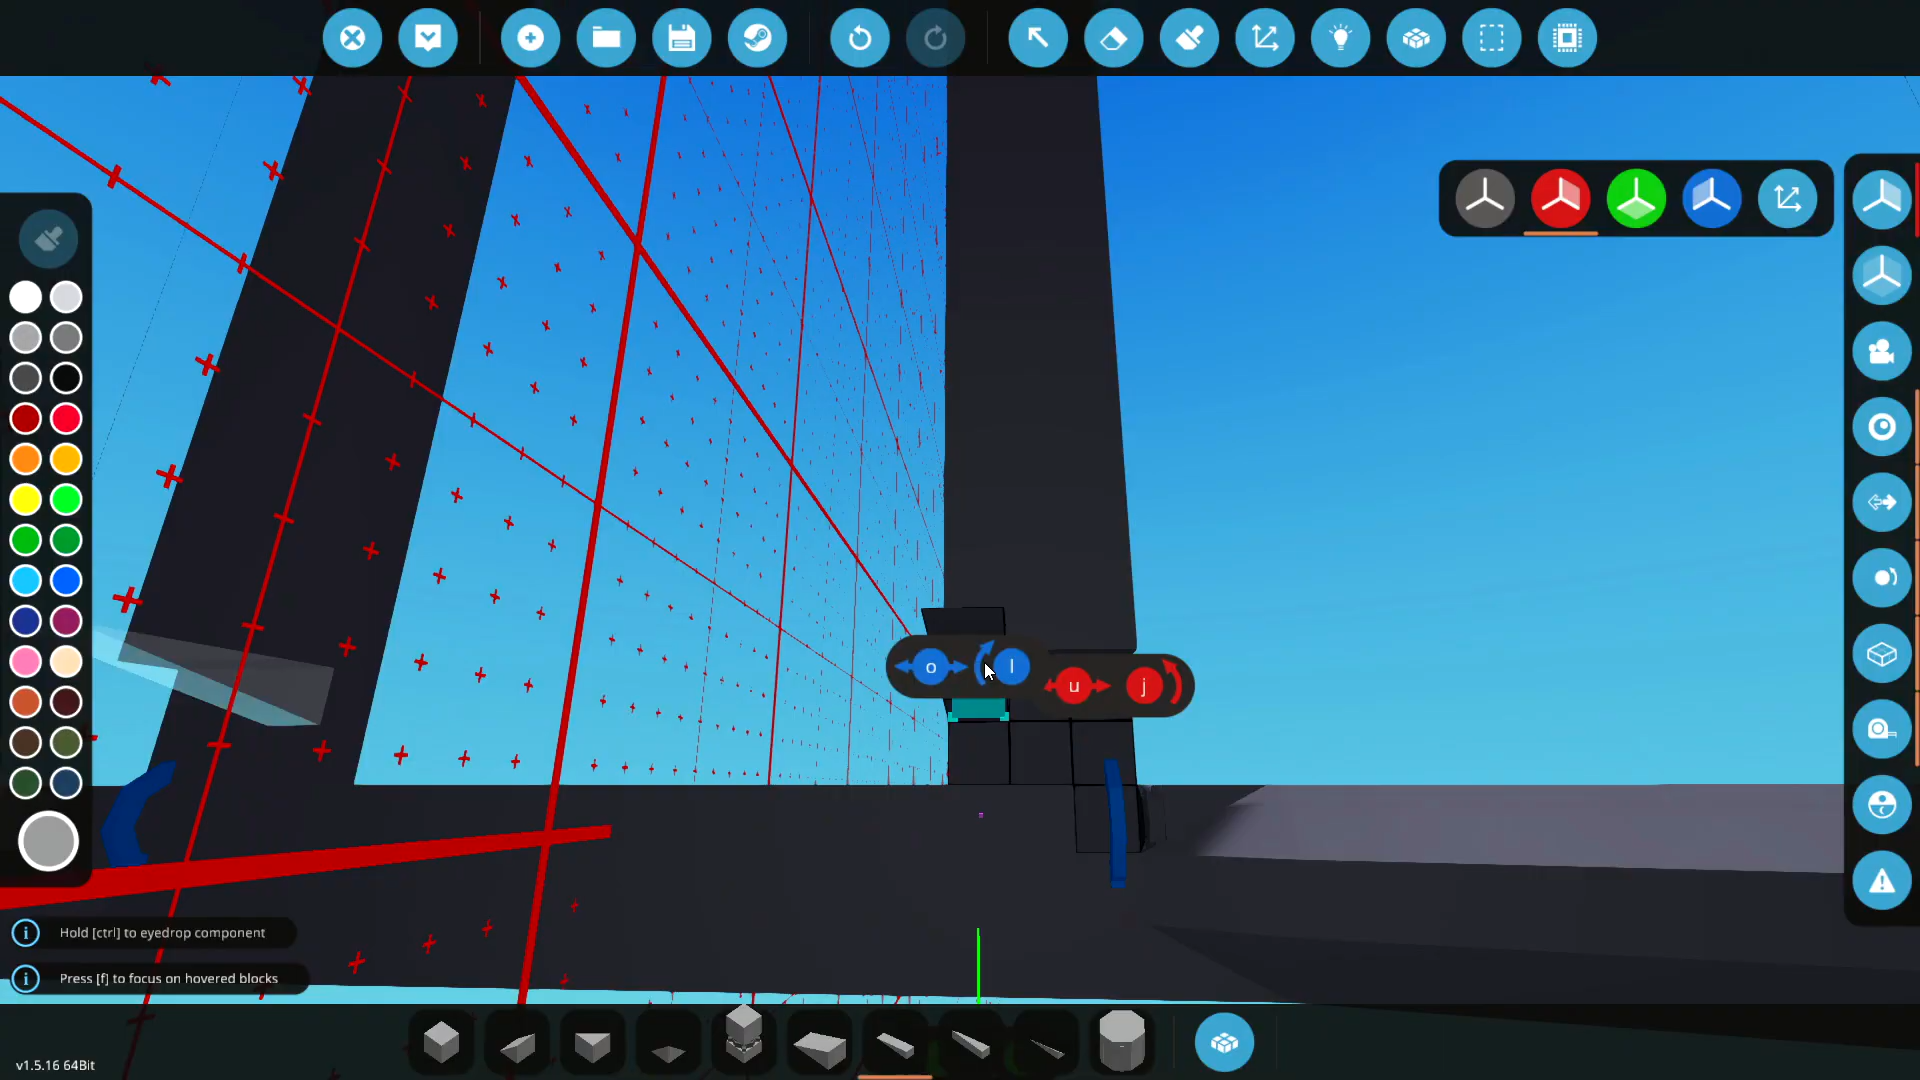 o l
u j
Hold [ctrl] to eyedrop component
Press [f] to focus on hovered blocks
v1.5.16 64Bit